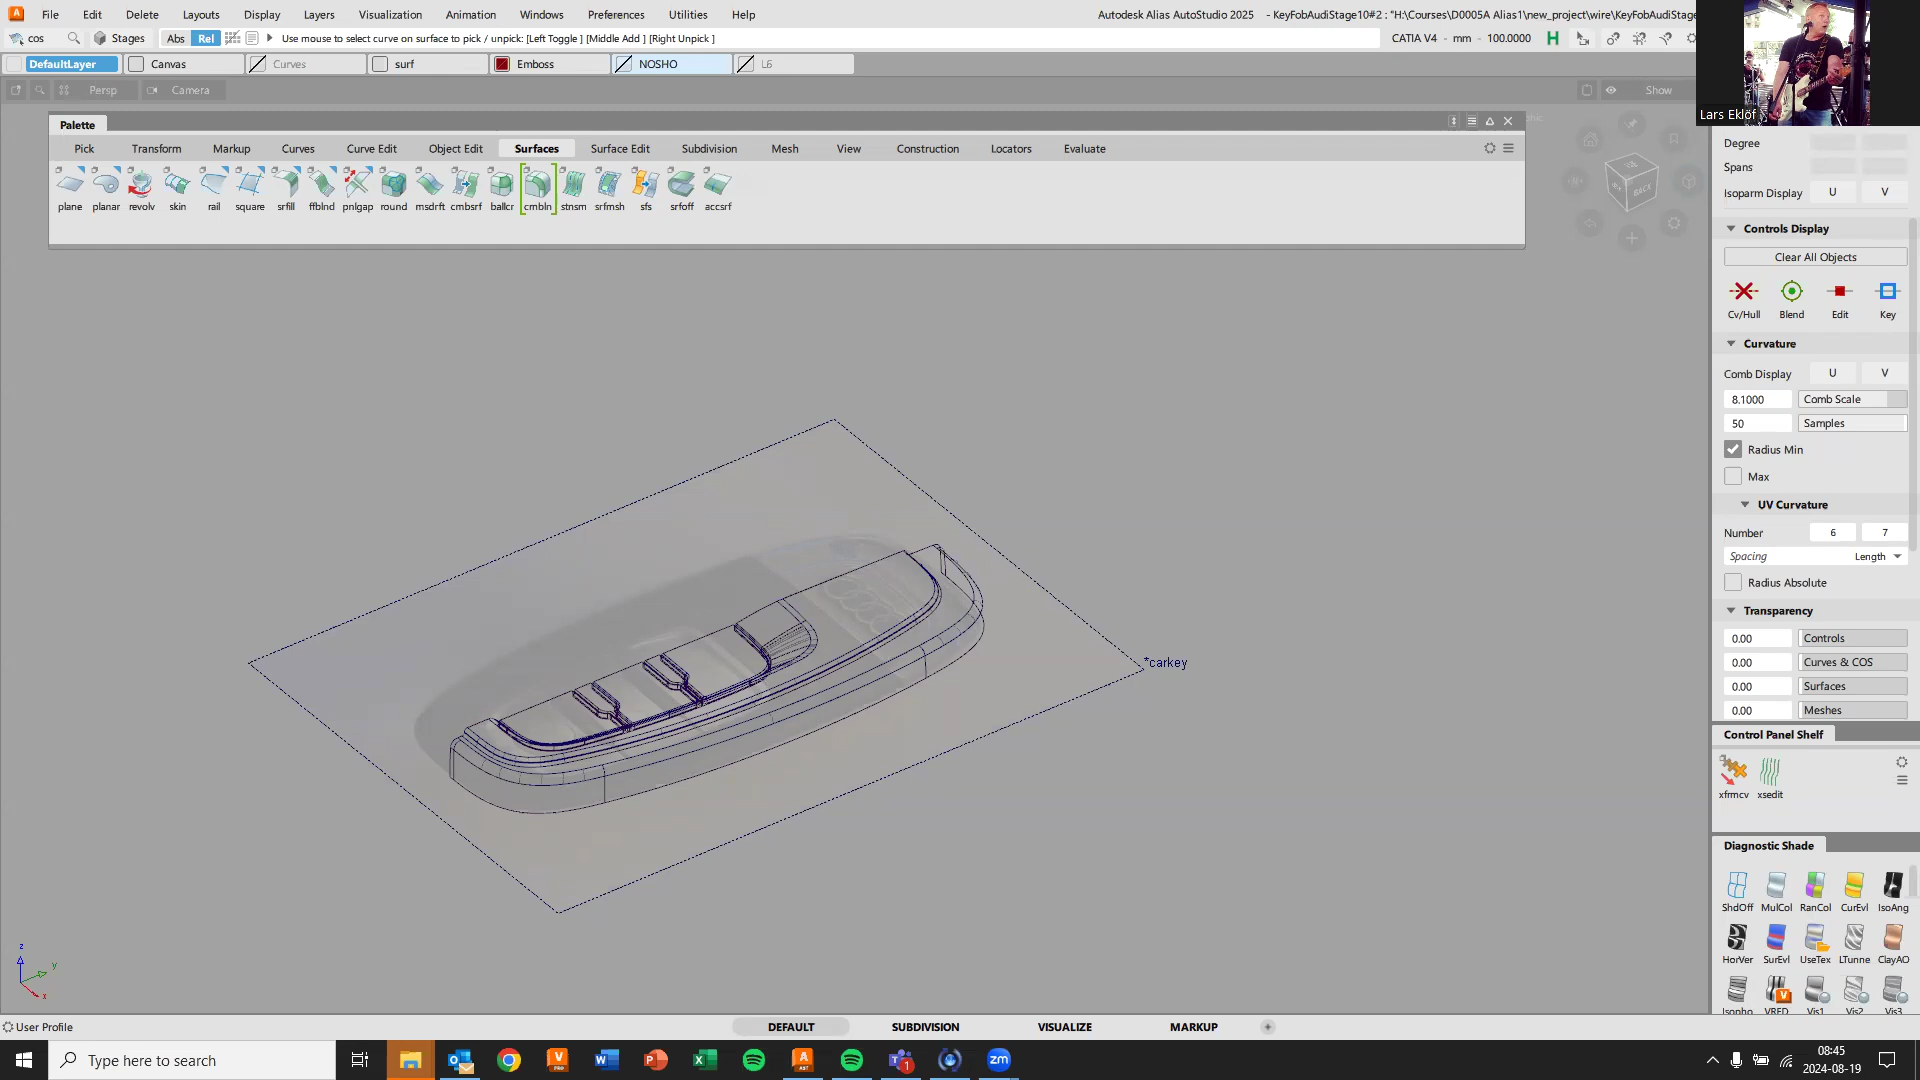 File Edit Delete Layouts Display Layers Visualization Animation Windows Preferences Utilities Help
Autodesk Alias AutoStudio 2025 - KeyFobAudiStage10#2 : "H:\Courses\D0005A Alias1\new_project\wire\KeyFobAudiStage
cos Stages Abs Rel Use mouse to select curve on surface to pick / unpick: [Left Toggle ] [Middle Add ] [Right Unpick ]
CATIA V4 - mm - 100.0000 H
DefaultLayer Canvas Curves surf Emboss NOSHO L6
Persp Camera Show
Lars Eklöf
Palette
Pick Transform Markup Curves Curve Edit Object Edit Surfaces Surface Edit Subdivision Mesh View Construction Locators Evaluate
plane planar revolv skin rail square srfill ffblnd pnlgap round msdrft cmbsrf ballcr crnbln stnsm srfmsh sfs srfoff accsrf
BACK
Degree
Spans
Isoparm Display U V
Controls Display
Clear All Objects
Cv/Hull Blend Edit Key
Curvature
Comb Display U V
8.1000 Comb Scale
50 Samples
Radius Min
Max
UV Curvature
Number 6 7
Spacing Length
Radius Absolute
Transparency
0.00 Controls
0.00 Curves & COS
0.00 Surfaces
0.00 Meshes
*carkey
Control Panel Shelf
xfrmcv xsedit
Diagnostic Shade
ShdOff MulCol RanCol CurEvl IsoAng
HorVer SurEvl UseTex LTunne ClayAO
Isopho VRED Vis1 Vis2 Vis3
z
y
x
User Profile
DEFAULT SUBDIVISION VISUALIZE MARKUP
Type here to search
08:45
2024-08-19